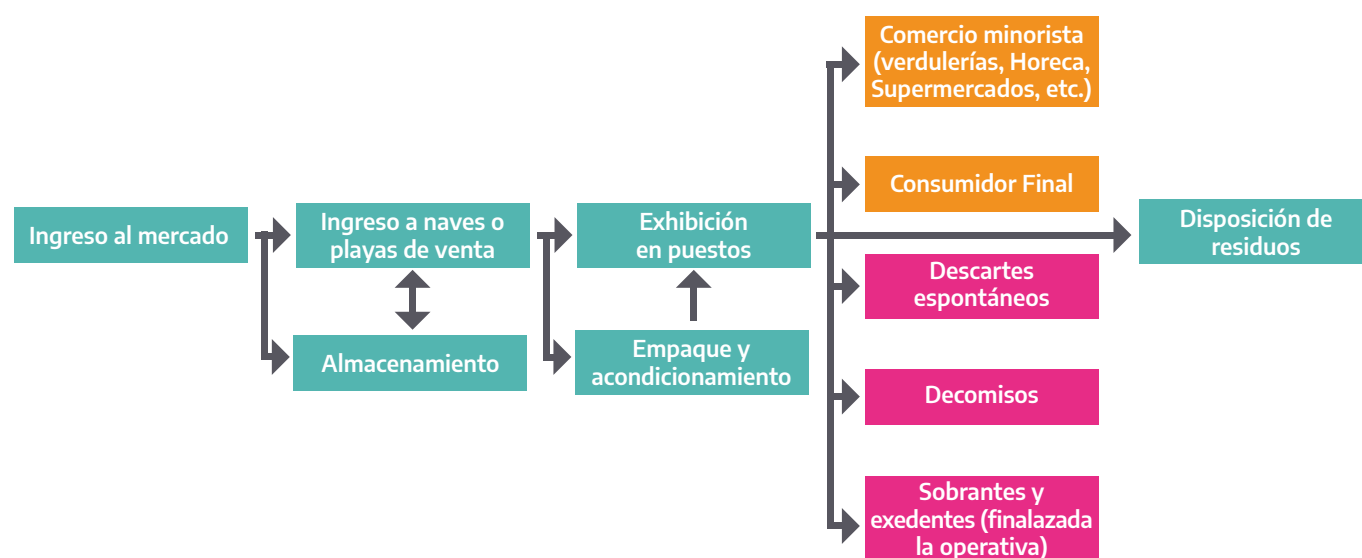 Ingreso al mercado
Ingreso a naves o
playas de venta
Almacenamiento
Exhibición
en puestos
Empaque y
acondicionamiento
Comercio minorista
(verdulerías, Horeca,
Supermercados, etc.)
Consumidor Final
Descartes
espontáneos
Decomisos
Sobrantes y
exedentes (finalazada
la operativa)
Disposición de
residuos